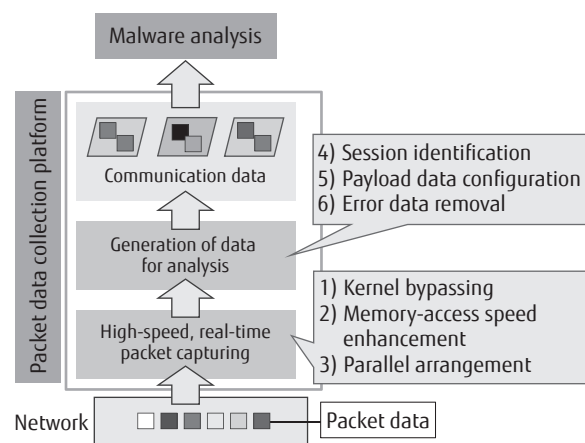 Malware analysis
Packet data collection platform
Communication data
4) Session identification
5) Payload data configuration
6) Error data removal
Generation of data
for analysis
1) Kernel bypassing
2) Memory-access speed
enhancement
3) Parallel arrangement
High-speed, real-time
packet capturing
Network
Packet data